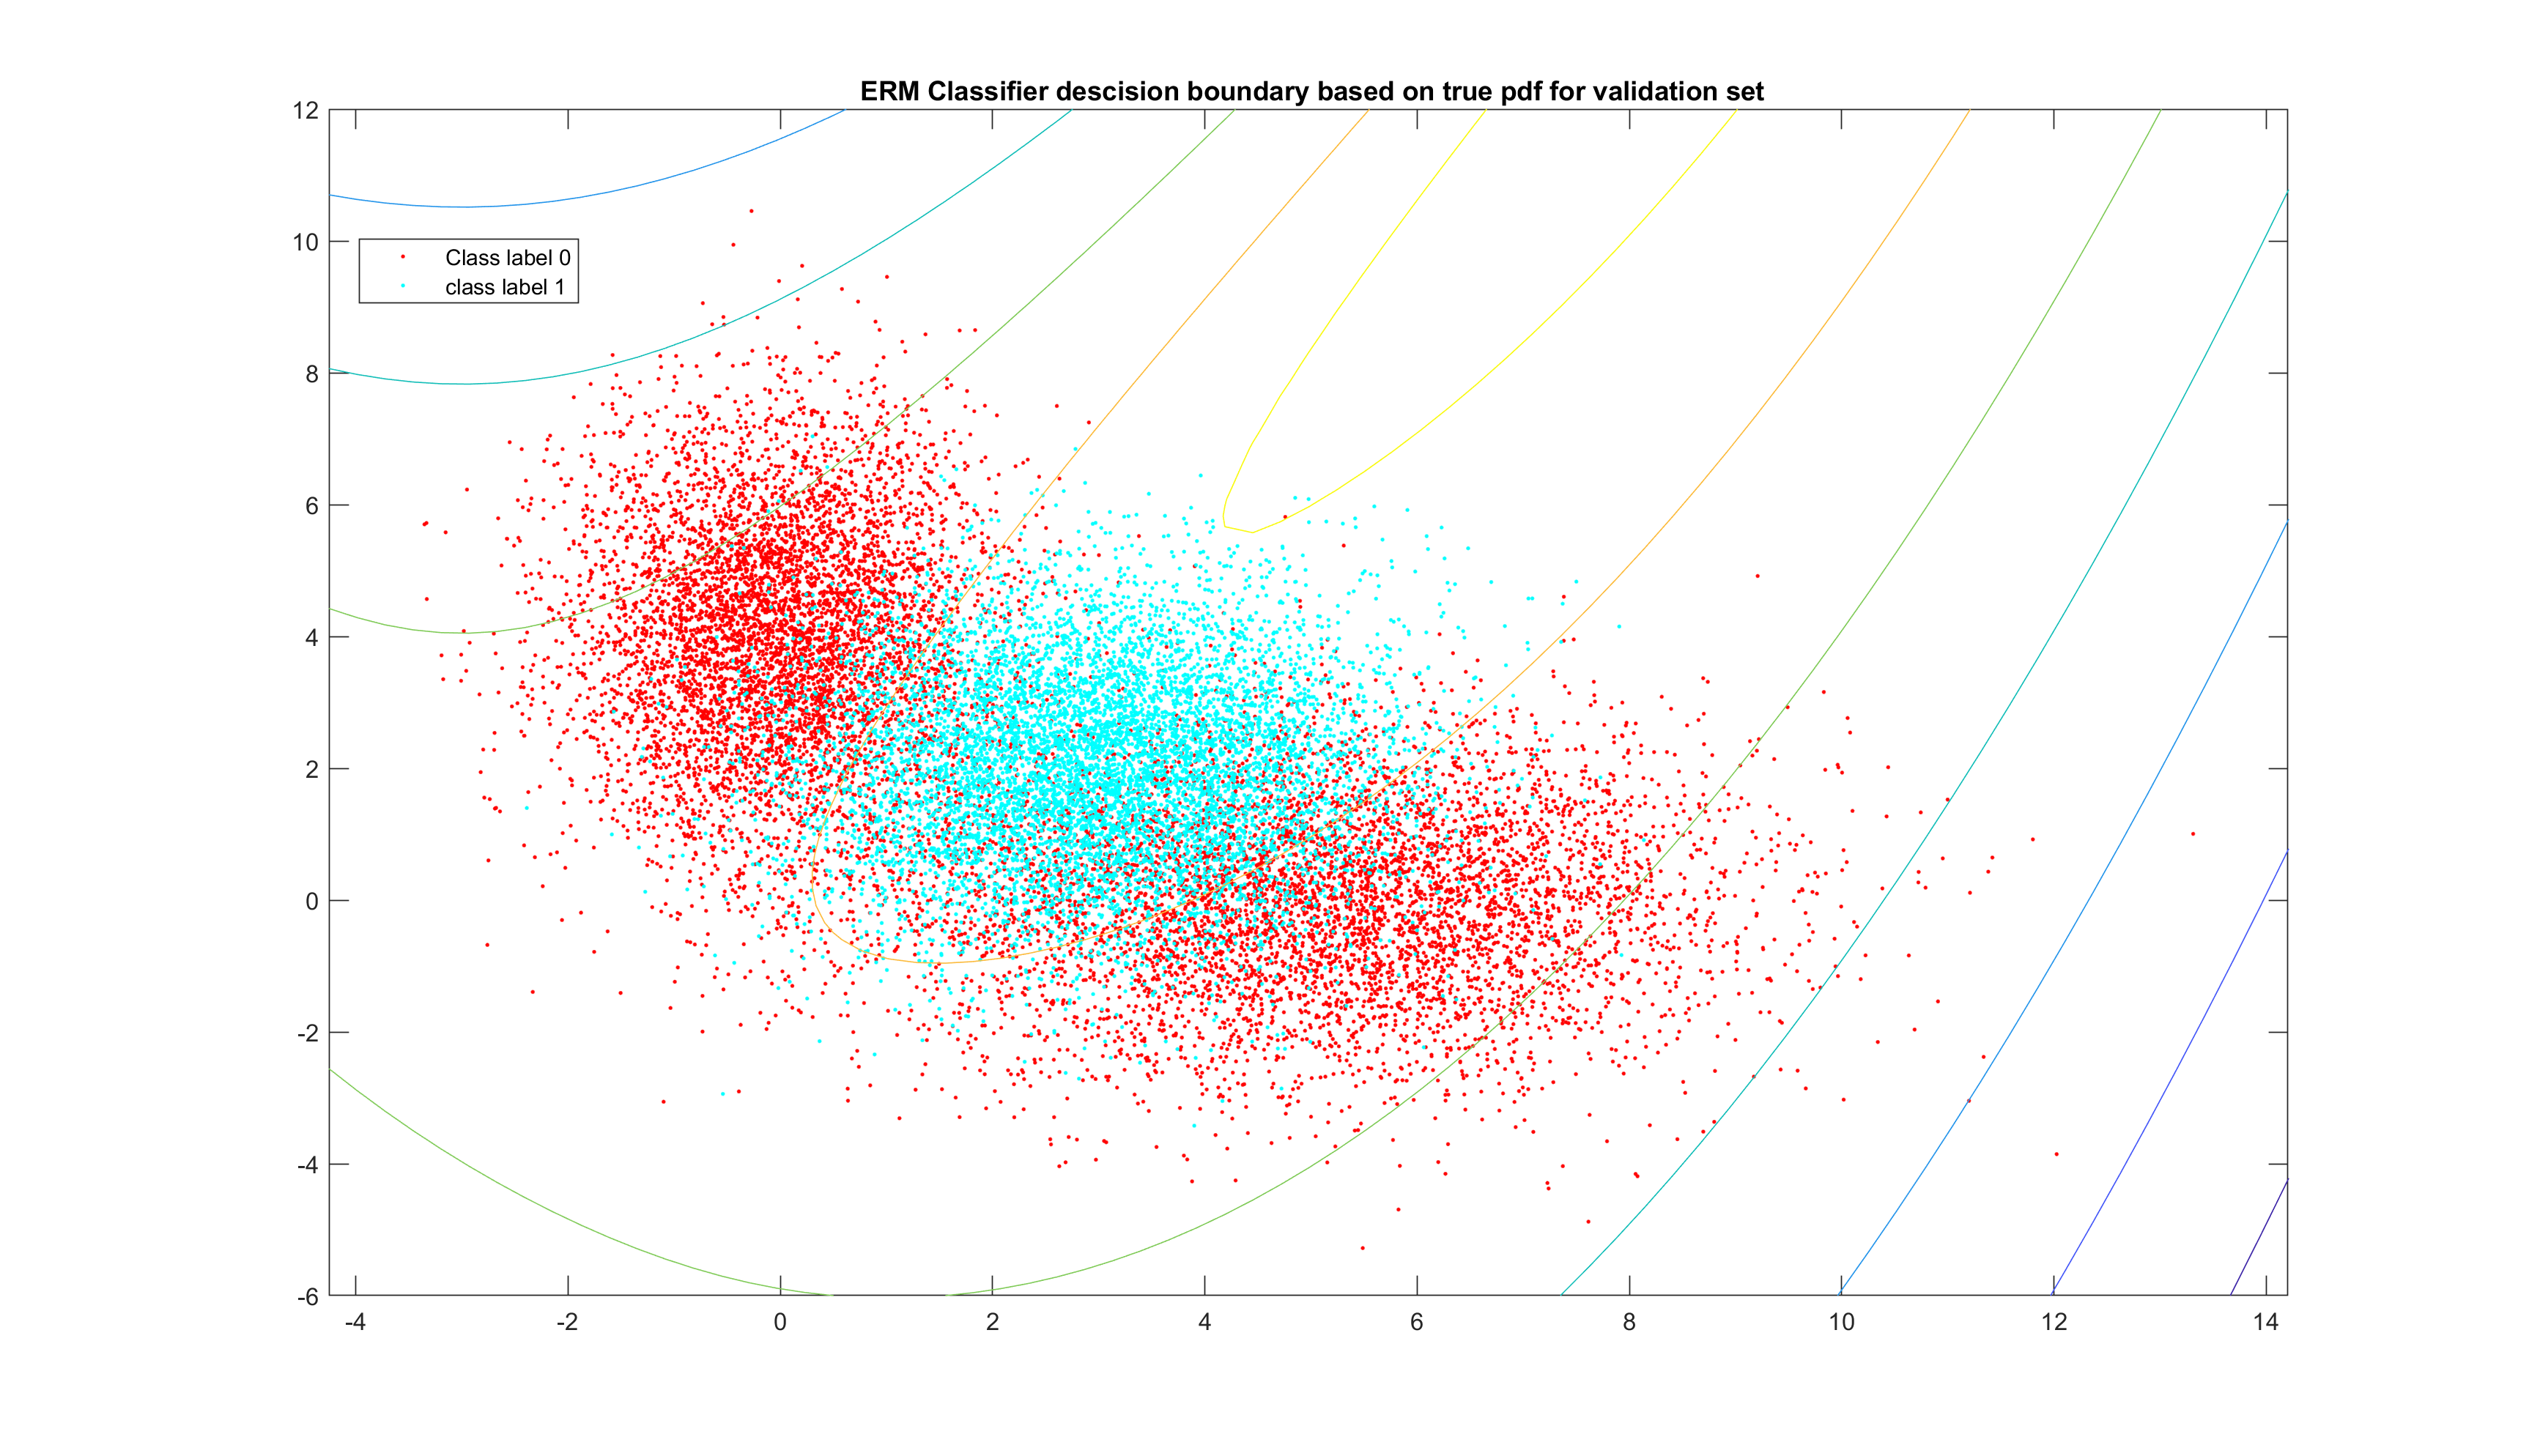 ERM Classifier descision boundary based on true pdf for validation set
12
10
8
6
4
2
0
-2
-4
-6
Class label 0
class label 1
-4 -2 0 2 4 6 8 10 12 14